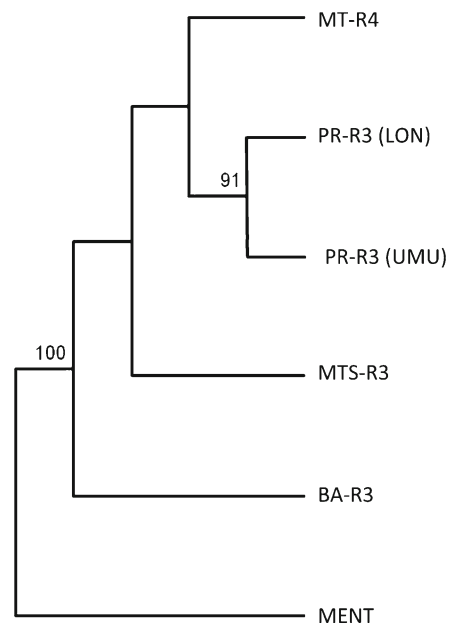 MT-R4
PR-R3 (LON)
91
PR-R3 (UMU)
100
MTS-R3
BA-R3
MENT